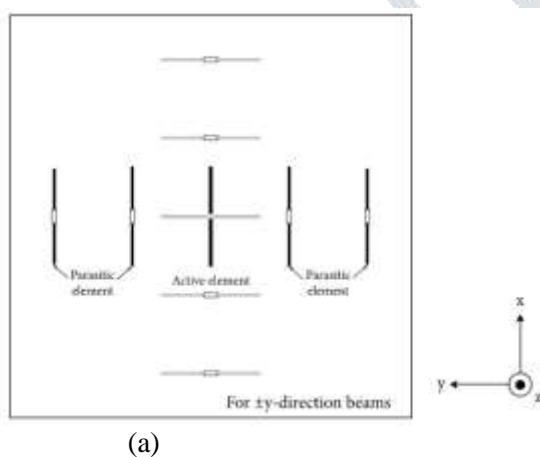 Parasitic
element
Active element
Parasitic
element
For ±y-direction beams
x
y
z
(a)